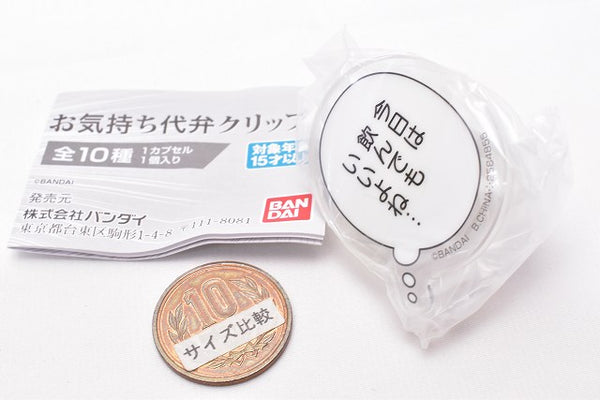 お気持ち代弁クリップ
全10種
1カプセル
1個入り
対象年
15才以
©BANDAI
発売元
株式会社バンダイ
東京都台東区駒形1-4-8 〒111-8081
BAN
DAI
今日は
飲んでも
いいよね…
©BANDAI B.CHINA
10
サイズ比較